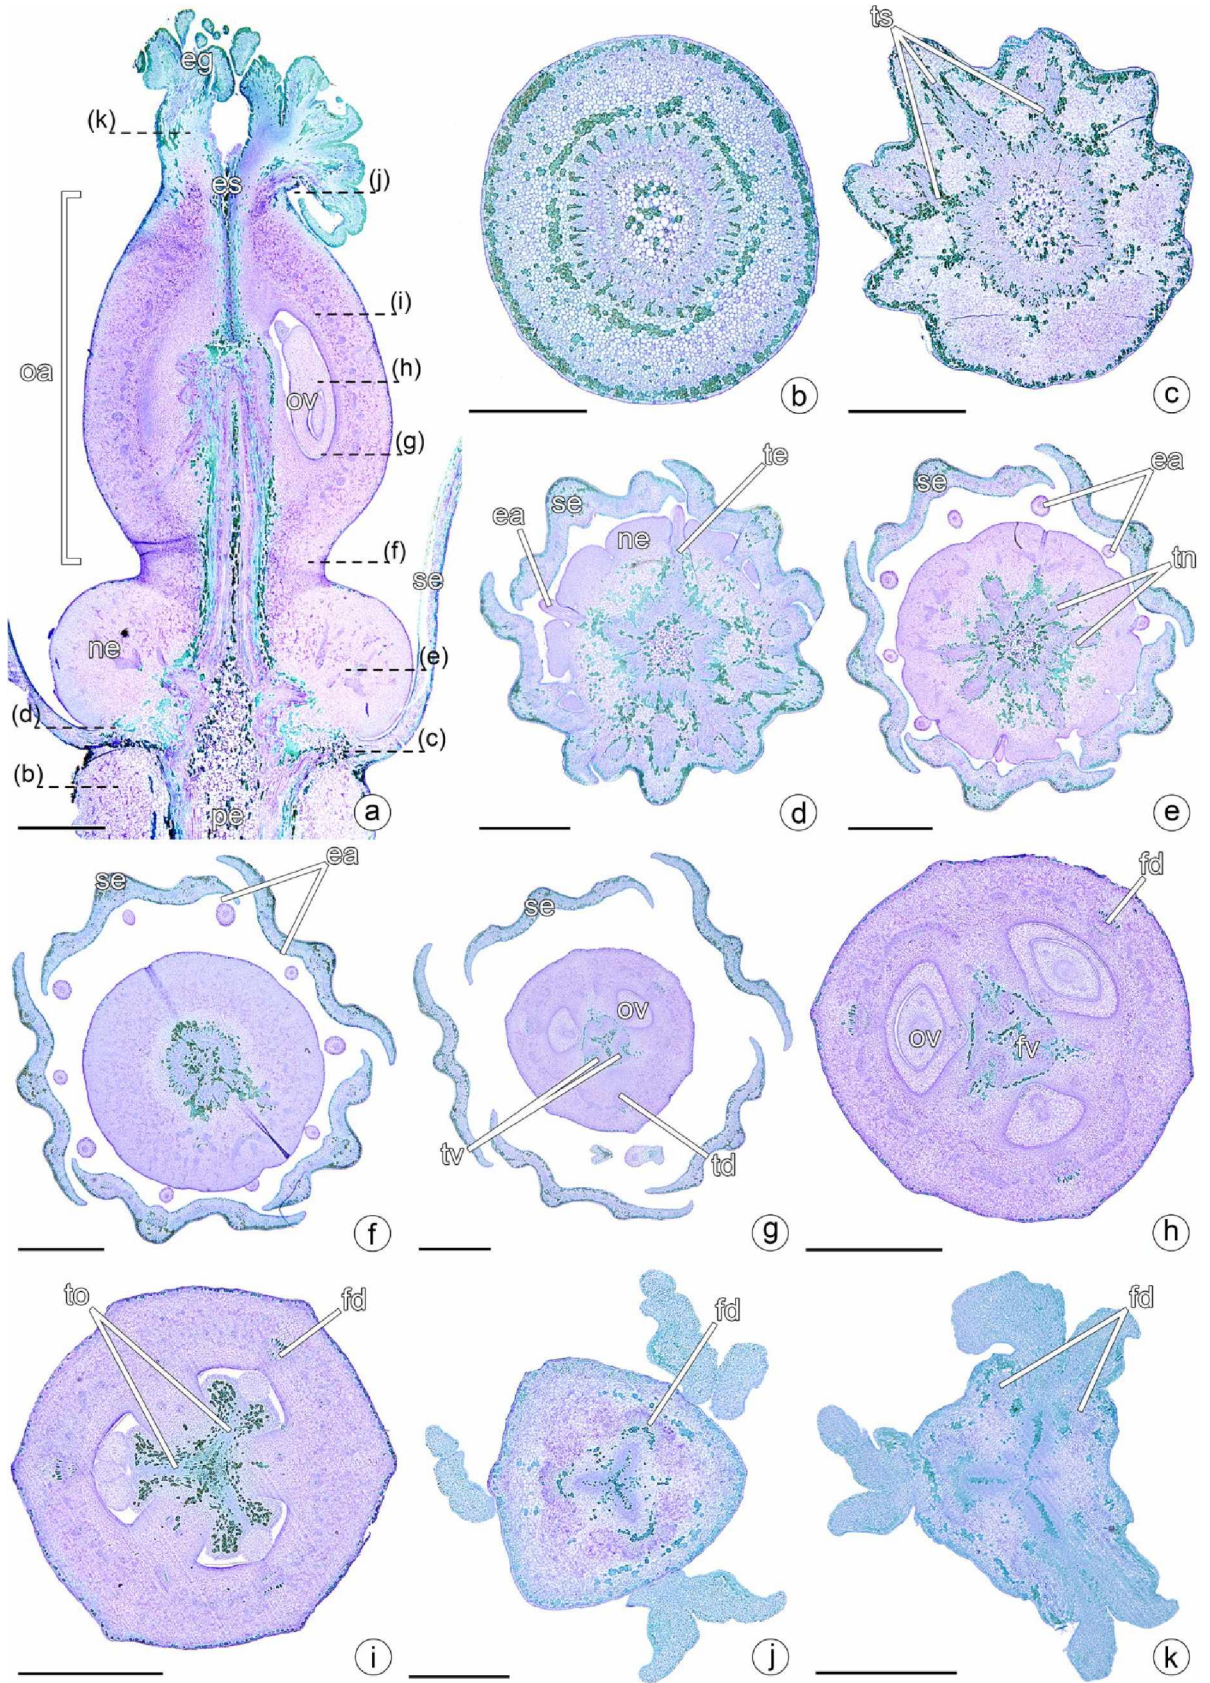 eg
(k)
es
(j)
(i)
oa
(h)
ov
(g)
(f)
se
ne
(e)
(d)
(c)
(b)
pe
a
b
ts
c
te
se
ea
ne
d
ea
se
tn
e
ea
se
f
se
ov
tv
td
g
fd
ov
fv
h
to
fd
i
fd
j
fd
k